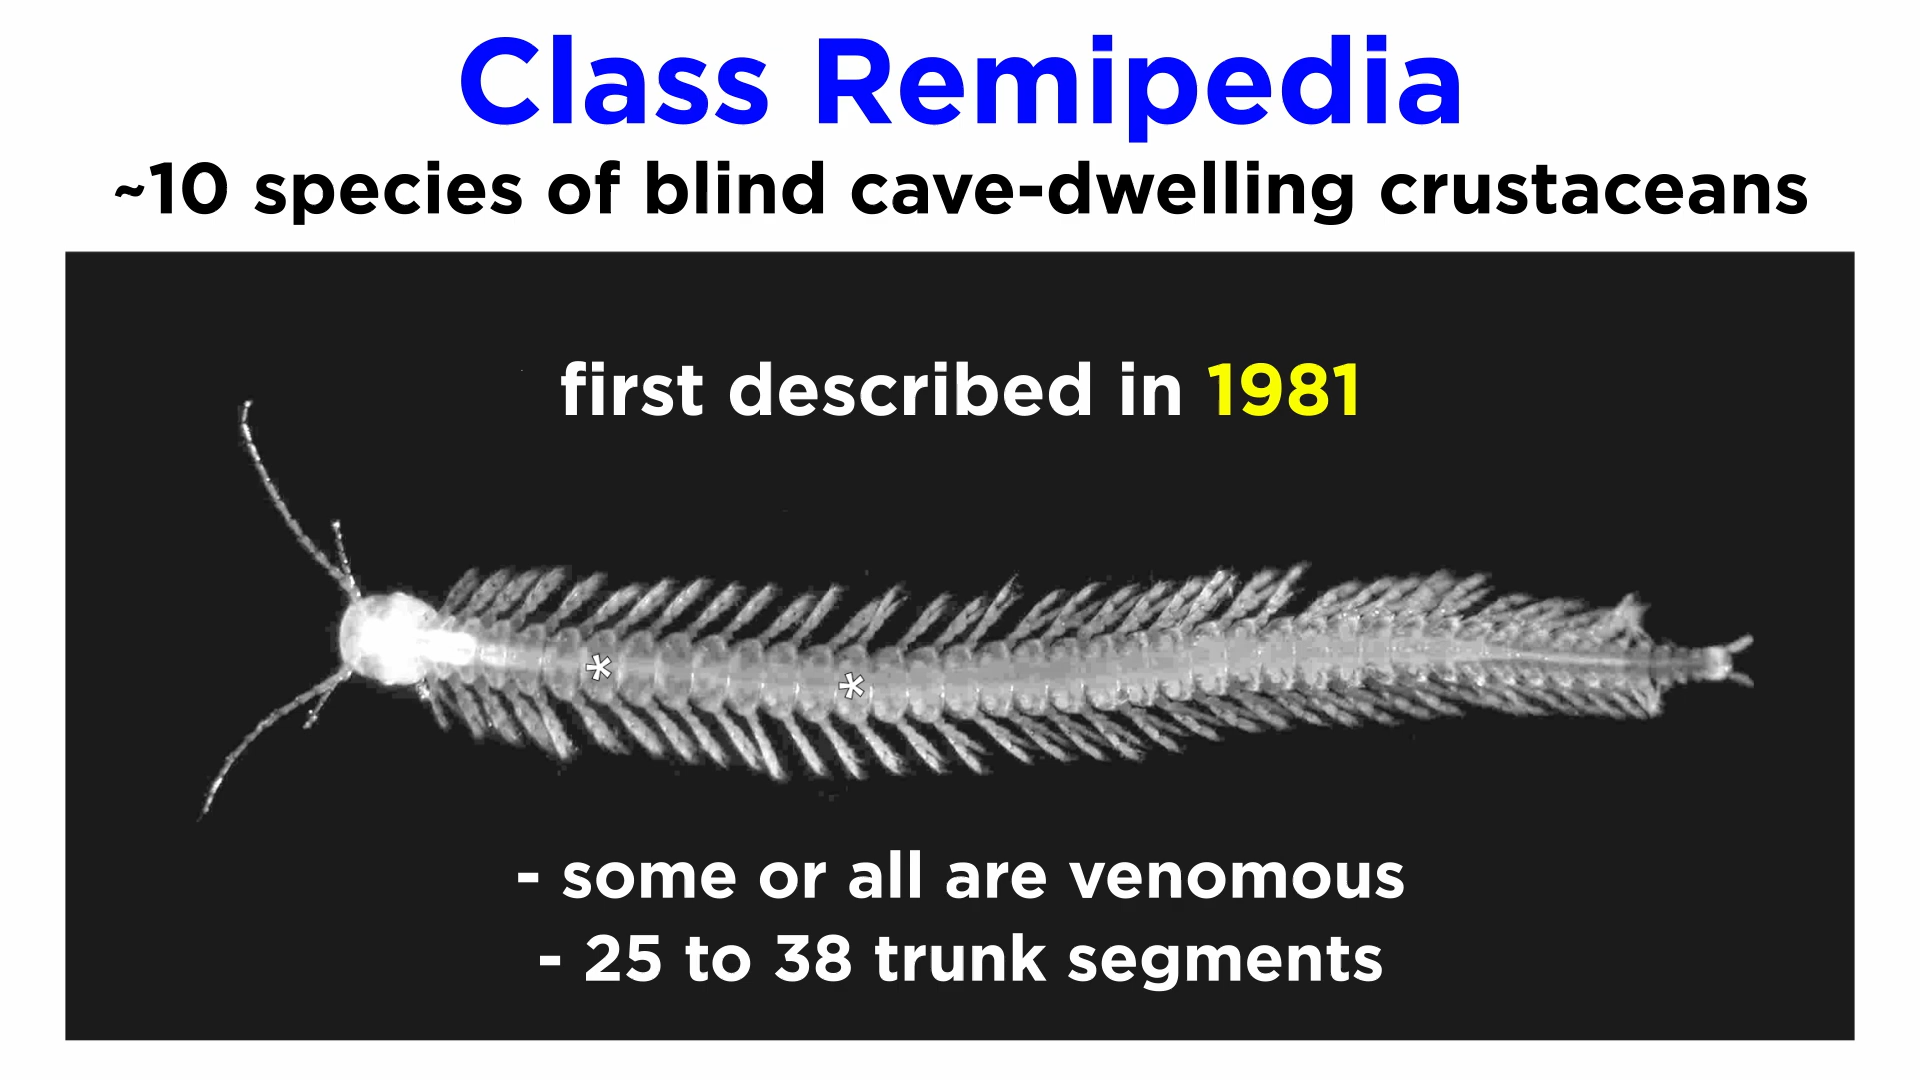 Class Remipedia
~10 species of blind cave-dwelling crustaceans
first described in 1981
* *
- some or all are venomous
- 25 to 38 trunk segments